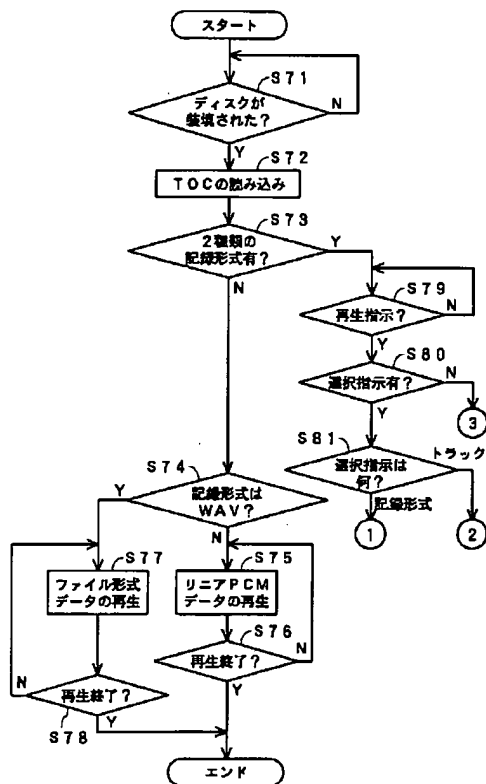 スタート
S71
ディスクが
装填された?
N
Y
S72
TOCの読み込み
S73
2種類の
記録形式有?
Y
N
S79
再生指示?
N
Y
S80
選択指示有?
N
Y
③
S81
選択指示は
何?
トラック
記録形式
①
②
S74
記録形式は
WAV?
Y
N
S77
ファイル形式
データの再生
S75
リニアPCM
データの再生
S76
再生終了?
N
Y
N
再生終了?
Y
S78
エンド